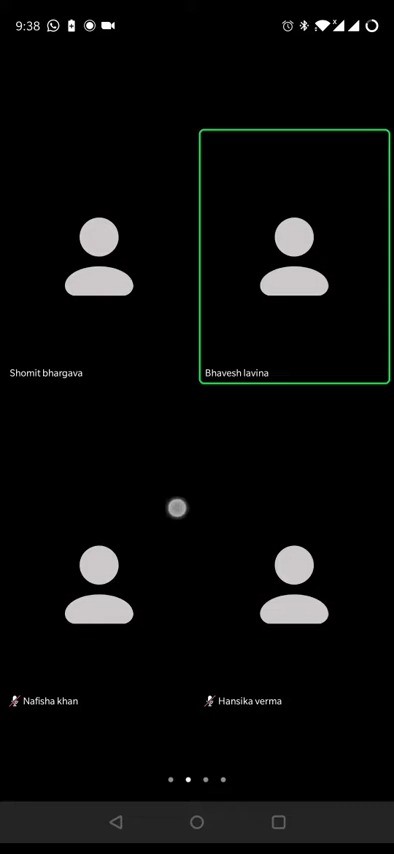 9:38
Shomit bhargava
Bhavesh lavina
Nafisha khan
Hansika verma